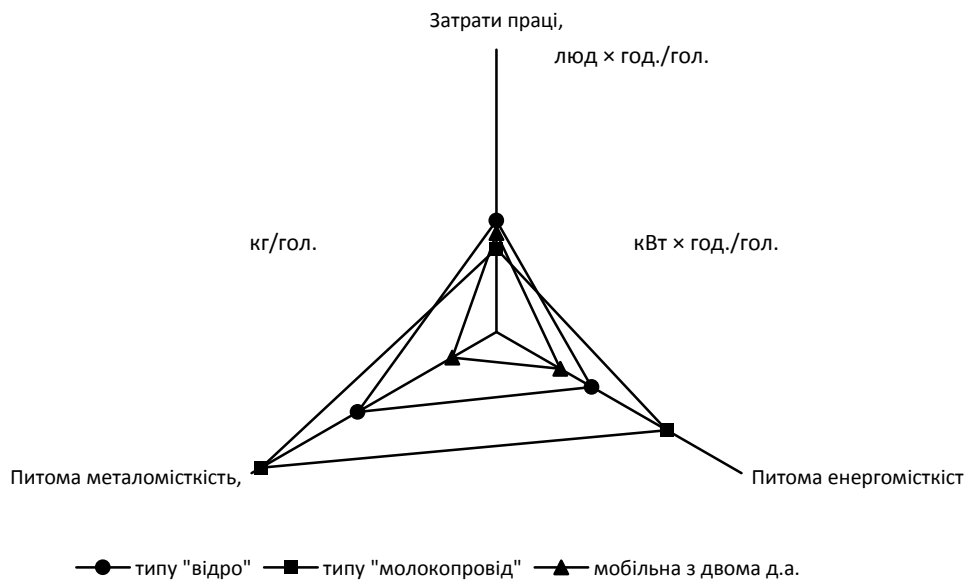 Затрати праці,
люд × год./гол.
кг/гол.
кВт × год./гол.
Питома металомісткість,
Питома енергомісткіст
типу "відро"
типу "молокопровід"
мобільна з двома д.а.